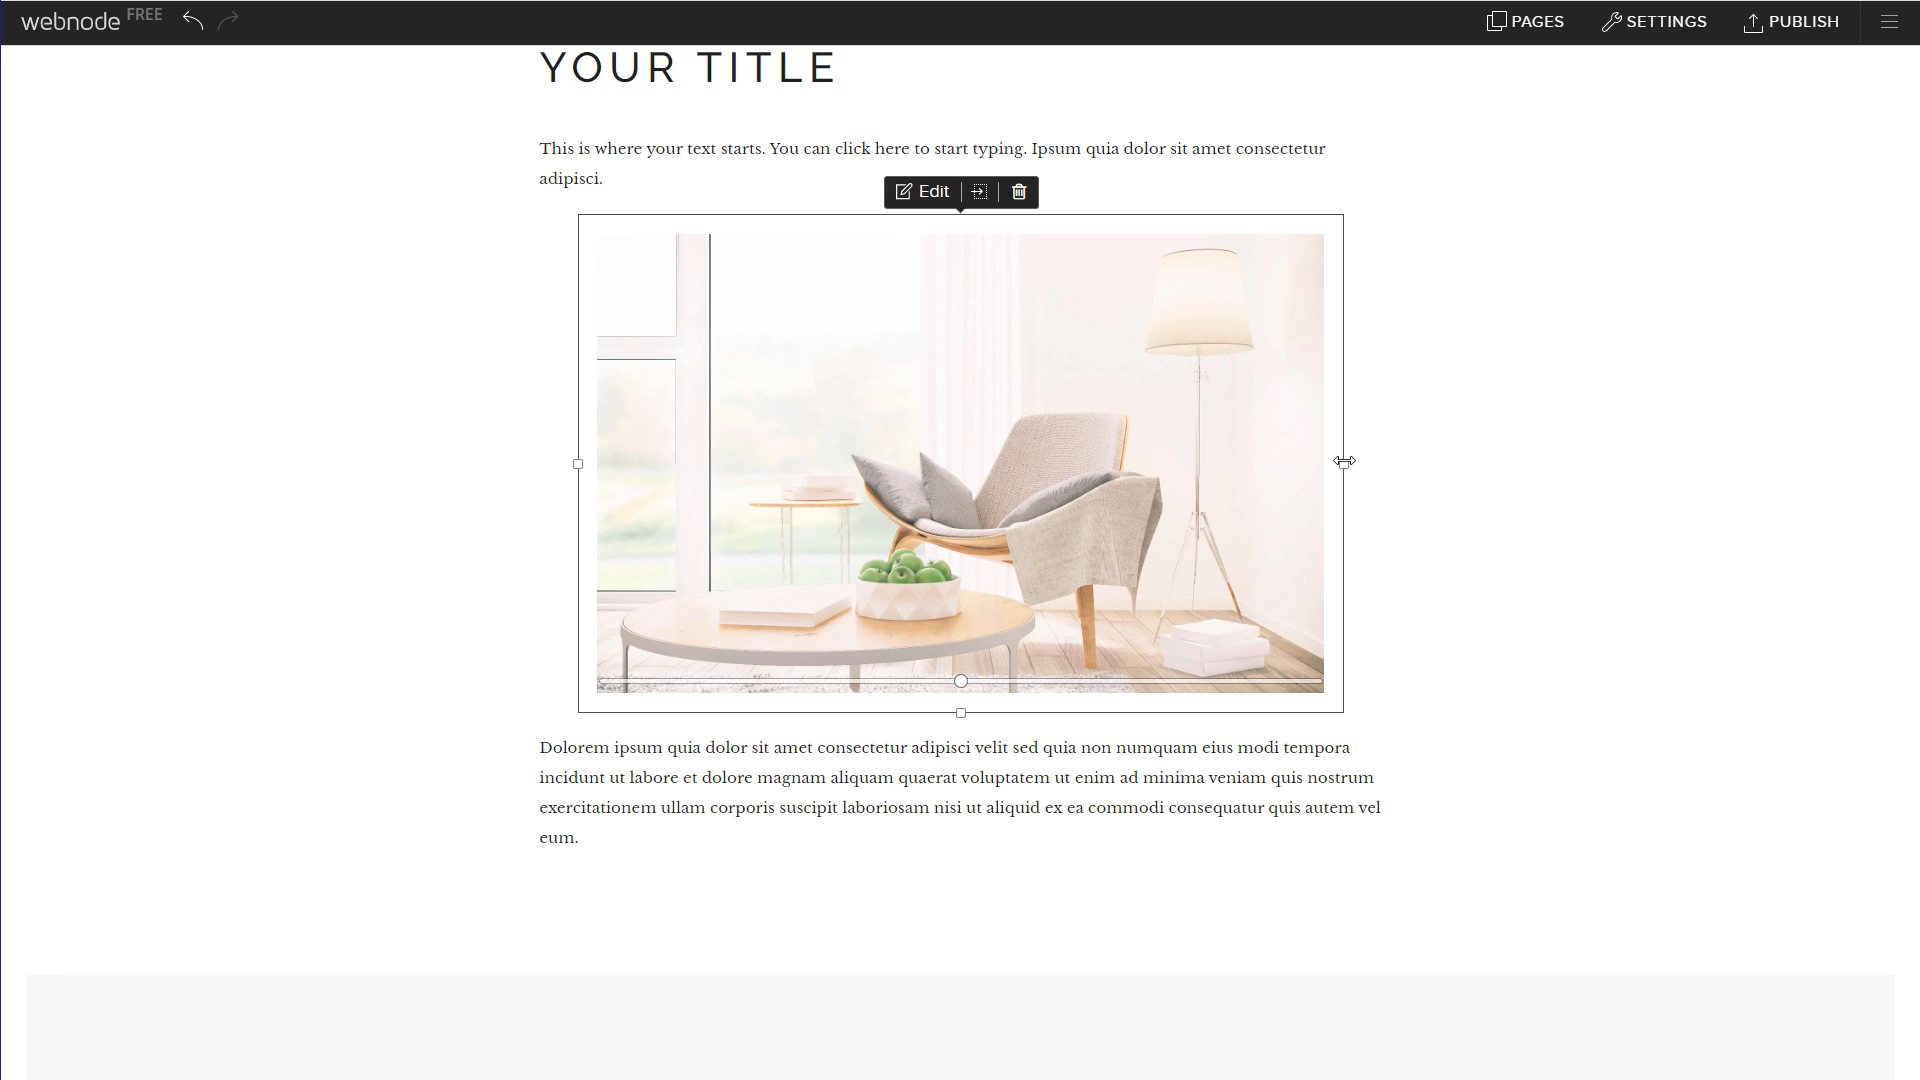 webnode FREE
PAGES
SETTINGS
PUBLISH
YOUR TITLE
This is where your text starts. You can click here to start typing. Ipsum quia dolor sit amet consectetur
adipisci.
Edit
Dolorem ipsum quia dolor sit amet consectetur adipisci velit sed quia non numquam eius modi tempora
incidunt ut labore et dolore magnam aliquam quaerat voluptatem ut enim ad minima veniam quis nostrum
exercitationem ullam corporis suscipit laboriosam nisi ut aliquid ex ea commodi consequatur quis autem vel
eum.